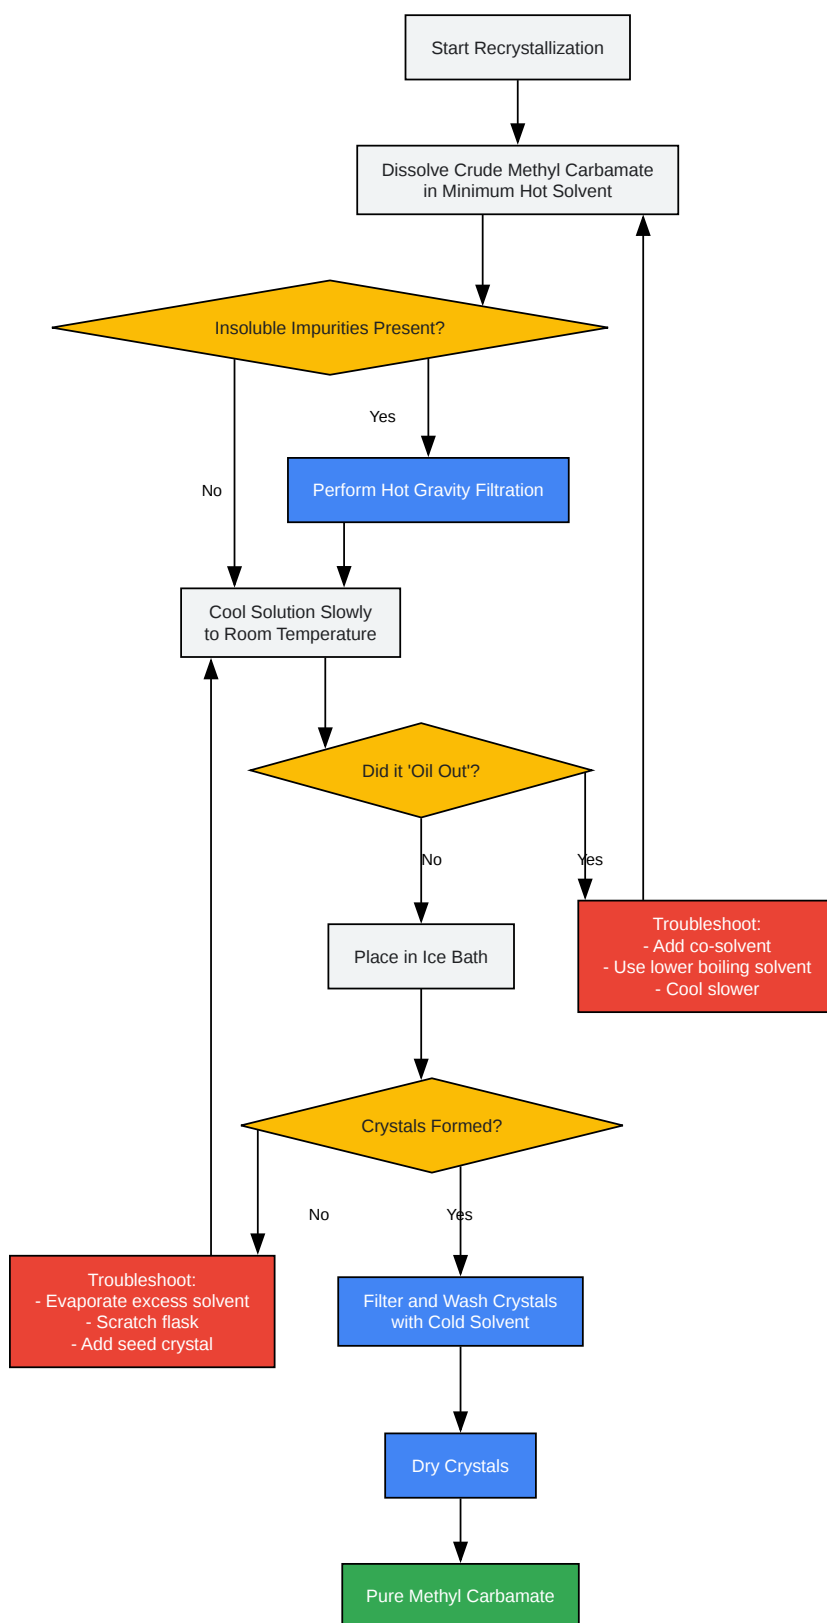 Start Recrystallization
Dissolve Crude Methyl Carbamate
in Minimum Hot Solvent
Insoluble Impurities Present?
Yes
No
Perform Hot Gravity Filtration
Cool Solution Slowly
to Room Temperature
Did it 'Oil Out'?
No
Yes
Troubleshoot:
- Add co-solvent
- Use lower boiling solvent
- Cool slower
Place in Ice Bath
Crystals Formed?
No
Yes
Troubleshoot:
- Evaporate excess solvent
- Scratch flask
- Add seed crystal
Filter and Wash Crystals
with Cold Solvent
Dry Crystals
Pure Methyl Carbamate